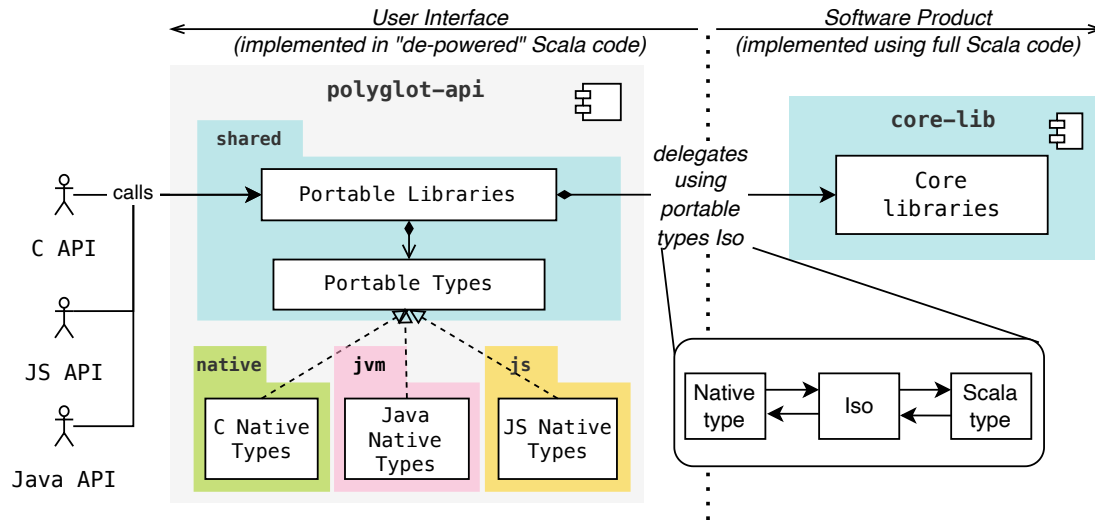 User Interface
(implemented in "de-powered" Scala code)
Software Product
(implemented using full Scala code)
polyglot-api
core-lib
shared
delegates
using
portable
types Iso
calls
Portable Libraries
Core
libraries
C API
Portable Types
JS API
native
jvm
js
C Native
Types
Java
Native
Types
JS Native
Types
Java API
Native
type
Iso
Scala
type